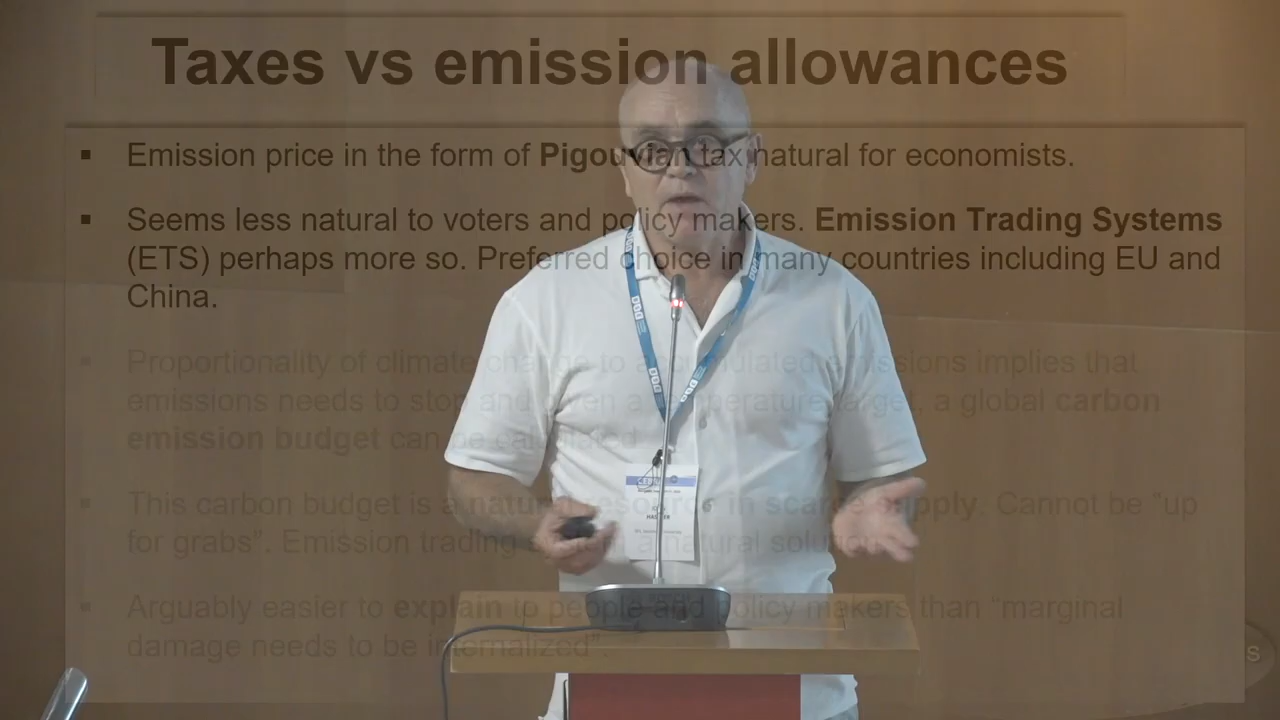 Taxes vs emission allowances
▪ Emission price in the form of Pigouvian tax natural for economists.
▪ Seems less natural to voters and policy makers. Emission Trading Systems
(ETS) perhaps more so. Preferred choice in many countries including EU and
China.
▪ Proportionality of climate change to accumulated emissions implies that
emissions needs to stop and given a temperature target, a global carbon
emission budget can be calculated.
▪ This carbon budget is a natural resource in scarce supply. Cannot be “up
for grabs”. Emission trading a natural solution.
▪ Arguably easier to explain to people and policy makers than “marginal
damage needs to be internalized”.